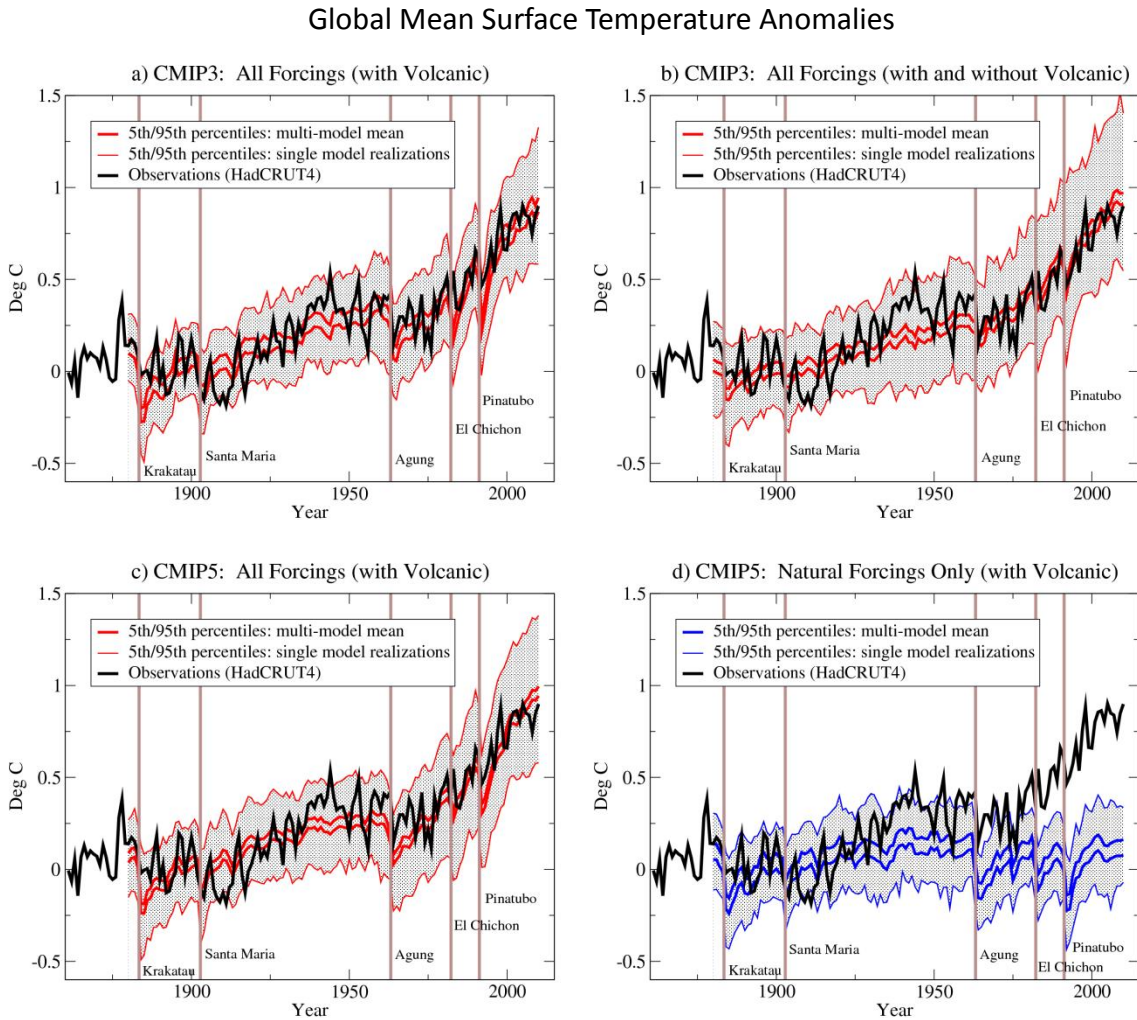 Global Mean Surface Temperature Anomalies
a) CMIP3: All Forcings (with Volcanic)
1.5
5th/95th percentiles: multi-model mean
5th/95th percentiles: single model realizations
Observations (HadCRUT4)
1
Deg C
0.5
0
Pinatubo
El Chichon
Santa Maria
Agung
-0.5
Krakatau
1900
1950
2000
Year
b) CMIP3: All Forcings (with and without Volcanic)
1.5
5th/95th percentiles: multi-model mean
5th/95th percentiles: single model realizations
Observations (HadCRUT4)
1
Deg C
0.5
0
Pinatubo
El Chichon
Santa Maria
Agung
-0.5
Krakatau
1900
1950
2000
Year
c) CMIP5: All Forcings (with Volcanic)
1.5
5th/95th percentiles: multi-model mean
5th/95th percentiles: single model realizations
Observations (HadCRUT4)
1
Deg C
0.5
0
Pinatubo
El Chichon
Santa Maria
Agung
-0.5
Krakatau
1900
1950
2000
Year
d) CMIP5: Natural Forcings Only (with Volcanic)
1.5
5th/95th percentiles: multi-model mean
5th/95th percentiles: single model realizations
Observations (HadCRUT4)
1
Deg C
0.5
0
Santa Maria
Pinatubo
Agung
El Chichon
-0.5
Krakatau
1900
1950
2000
Year